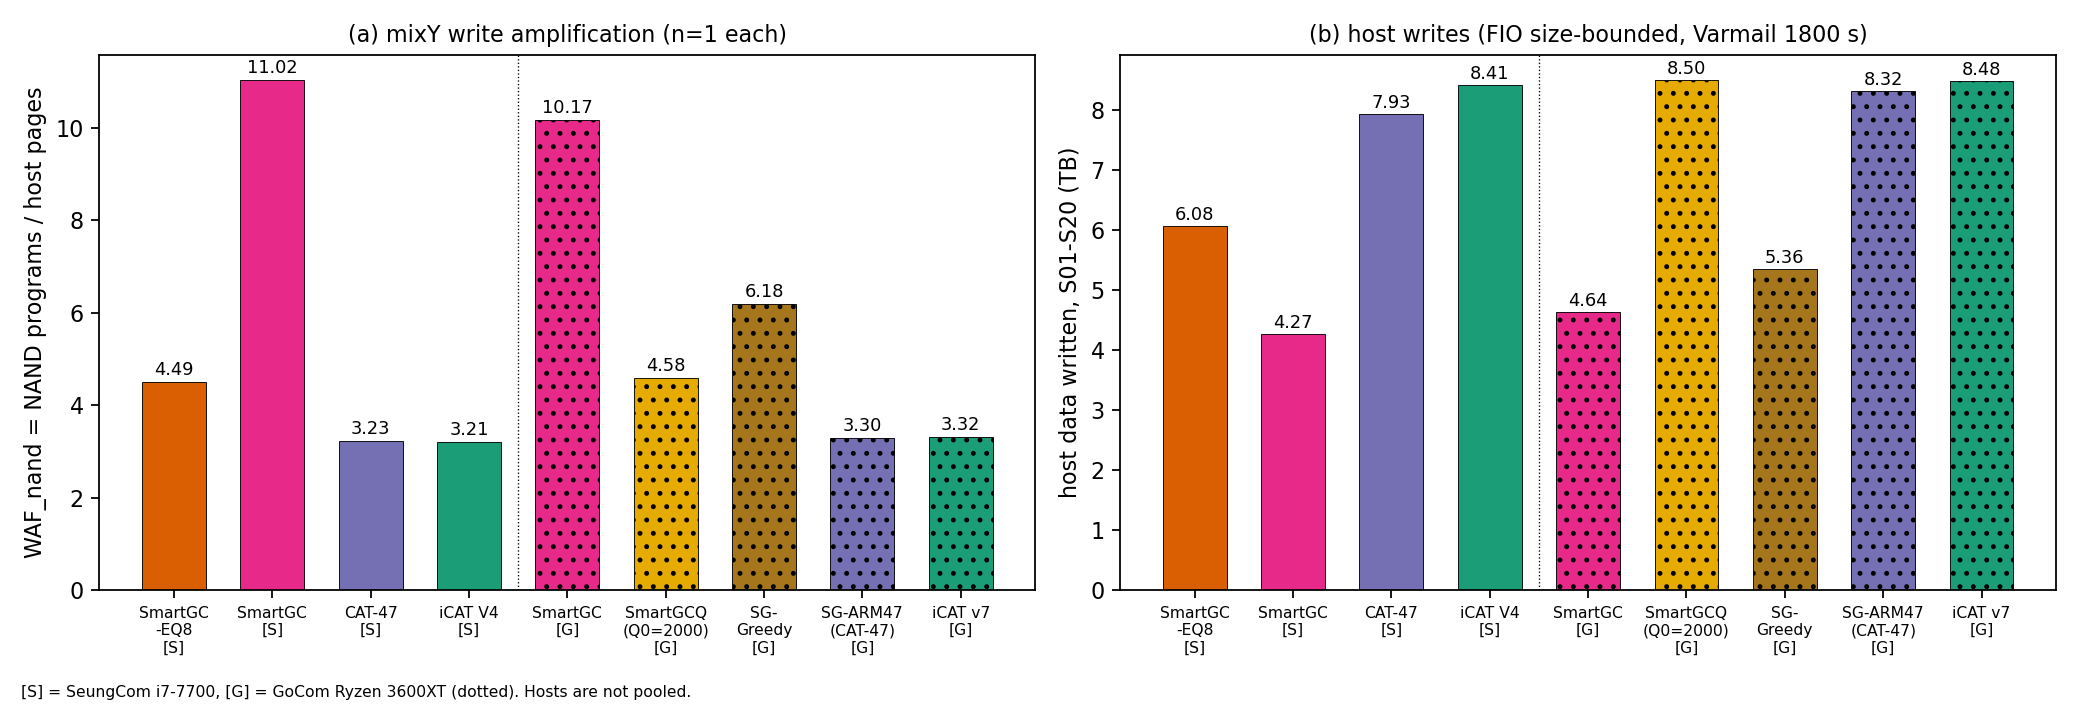 (a) mixY write amplification (n=1 each)
WAF_nand = NAND programs / host pages
10
8
6
4
2
0
4.49
11.02
3.23
3.21
10.17
4.58
6.18
3.30
3.32
SmartGC
-EQ8
[S]
SmartGC
[S]
CAT-47
[S]
iCAT V4
[S]
SmartGC
[G]
SmartGCQ
(Q0=2000)
[G]
SG-
Greedy
[G]
SG-ARM47
(CAT-47)
[G]
iCAT v7
[G]
(b) host writes (FIO size-bounded, Varmail 1800 s)
host data written, S01-S20 (TB)
8
7
6
5
4
3
2
1
0
6.08
4.27
7.93
8.41
4.64
8.50
5.36
8.32
8.48
SmartGC
-EQ8
[S]
SmartGC
[S]
CAT-47
[S]
iCAT V4
[S]
SmartGC
[G]
SmartGCQ
(Q0=2000)
[G]
SG-
Greedy
[G]
SG-ARM47
(CAT-47)
[G]
iCAT v7
[G]
[S] = SeungCom i7-7700, [G] = GoCom Ryzen 3600XT (dotted). Hosts are not pooled.